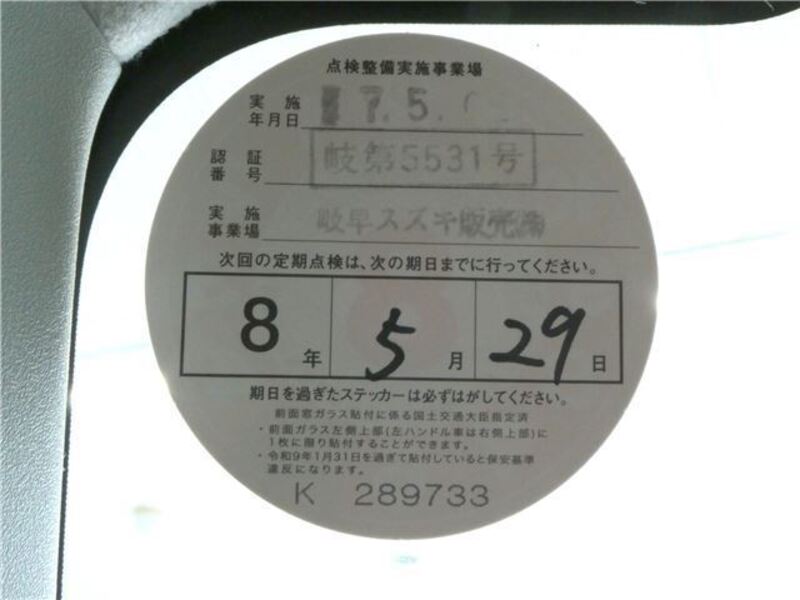 点検整備実施事業場
実施年月日 7.5.
認証番号 岐第5531号
実施事業場 岐阜スズキ販売㈱
次回の定期点検は、次の期日までに行ってください。
8年 5月 29日
期日を過ぎたステッカーは必ずはがしてください。
前面窓ガラス貼付に係る国土交通大臣指定済
・前面ガラス左側上部(左ハンドル車は右側上部)に
1枚に限り貼付することができます。
・令和9年1月31日を過ぎて貼付していると保安基準
違反になります。
K 289733